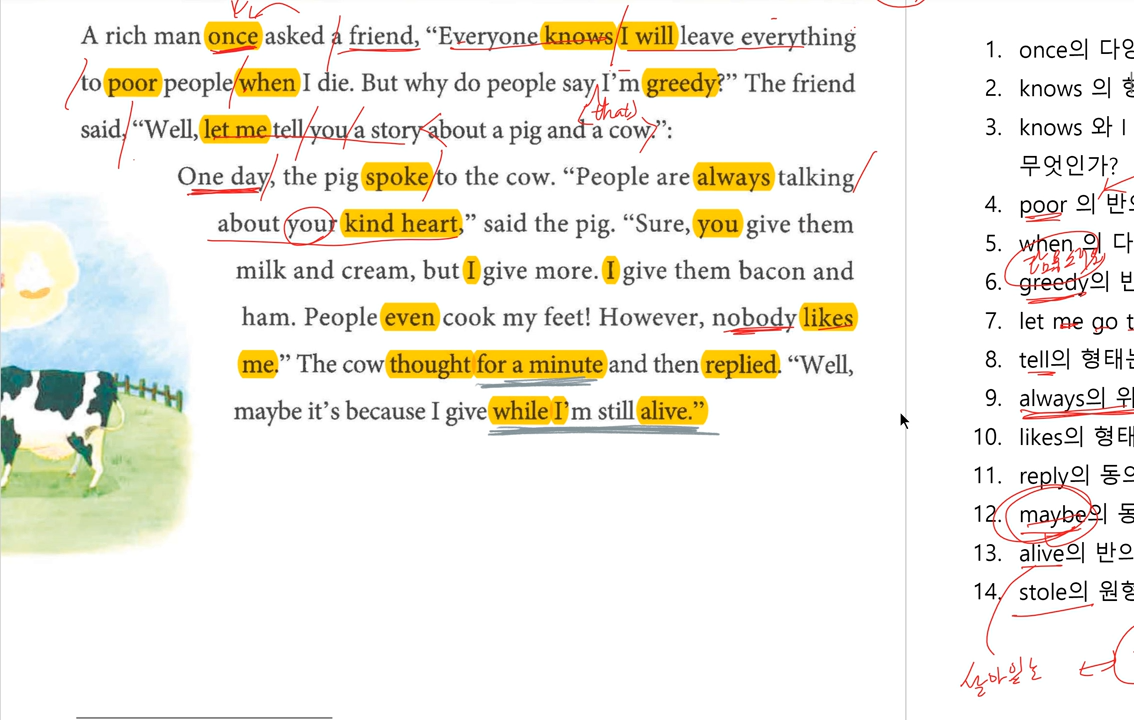 A rich man once asked a friend, “Everyone knows I will leave everything
to poor people when I die. But why do people say I’m greedy?” The friend
(that)
said, “Well, let me tell you a story about a pig and a cow.”:
One day, the pig spoke to the cow. “People are always talking
about your kind heart,” said the pig. “Sure, you give them
milk and cream, but I give more. I give them bacon and
ham. People even cook my feet! However, nobody likes
me.” The cow thought for a minute and then replied. “Well,
maybe it’s because I give while I’m still alive.”
1. once의 다양
2. knows 의 형
3. knows 와 I
무엇인가?
4. poor 의 반의
5. when 의 다
6. greedy의 반
7. let me go t
8. tell의 형태는
9. always의 위
10. likes의 형태
11. reply의 동의
12. maybe의 동
13. alive의 반의
14. stole의 원형
살아있는